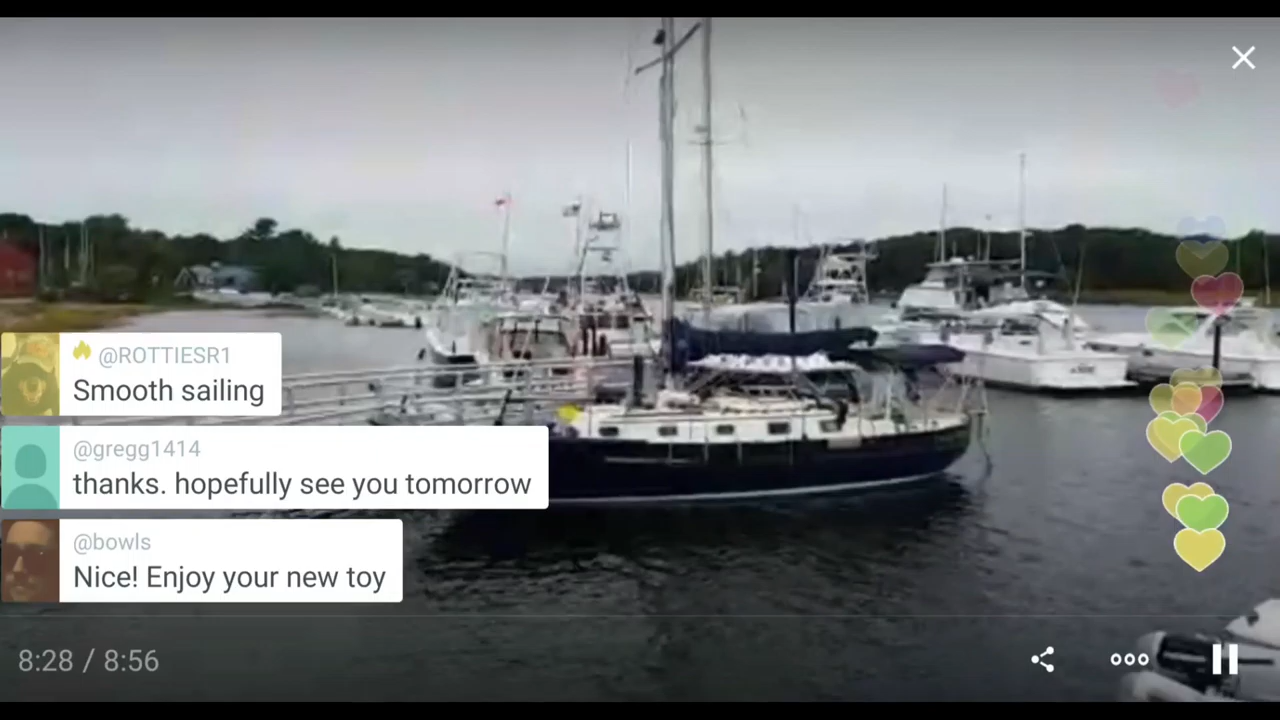 @ROTTIESR1
Smooth sailing
@gregg1414
thanks. hopefully see you tomorrow
@bowls
Nice! Enjoy your new toy
8:28 / 8:56